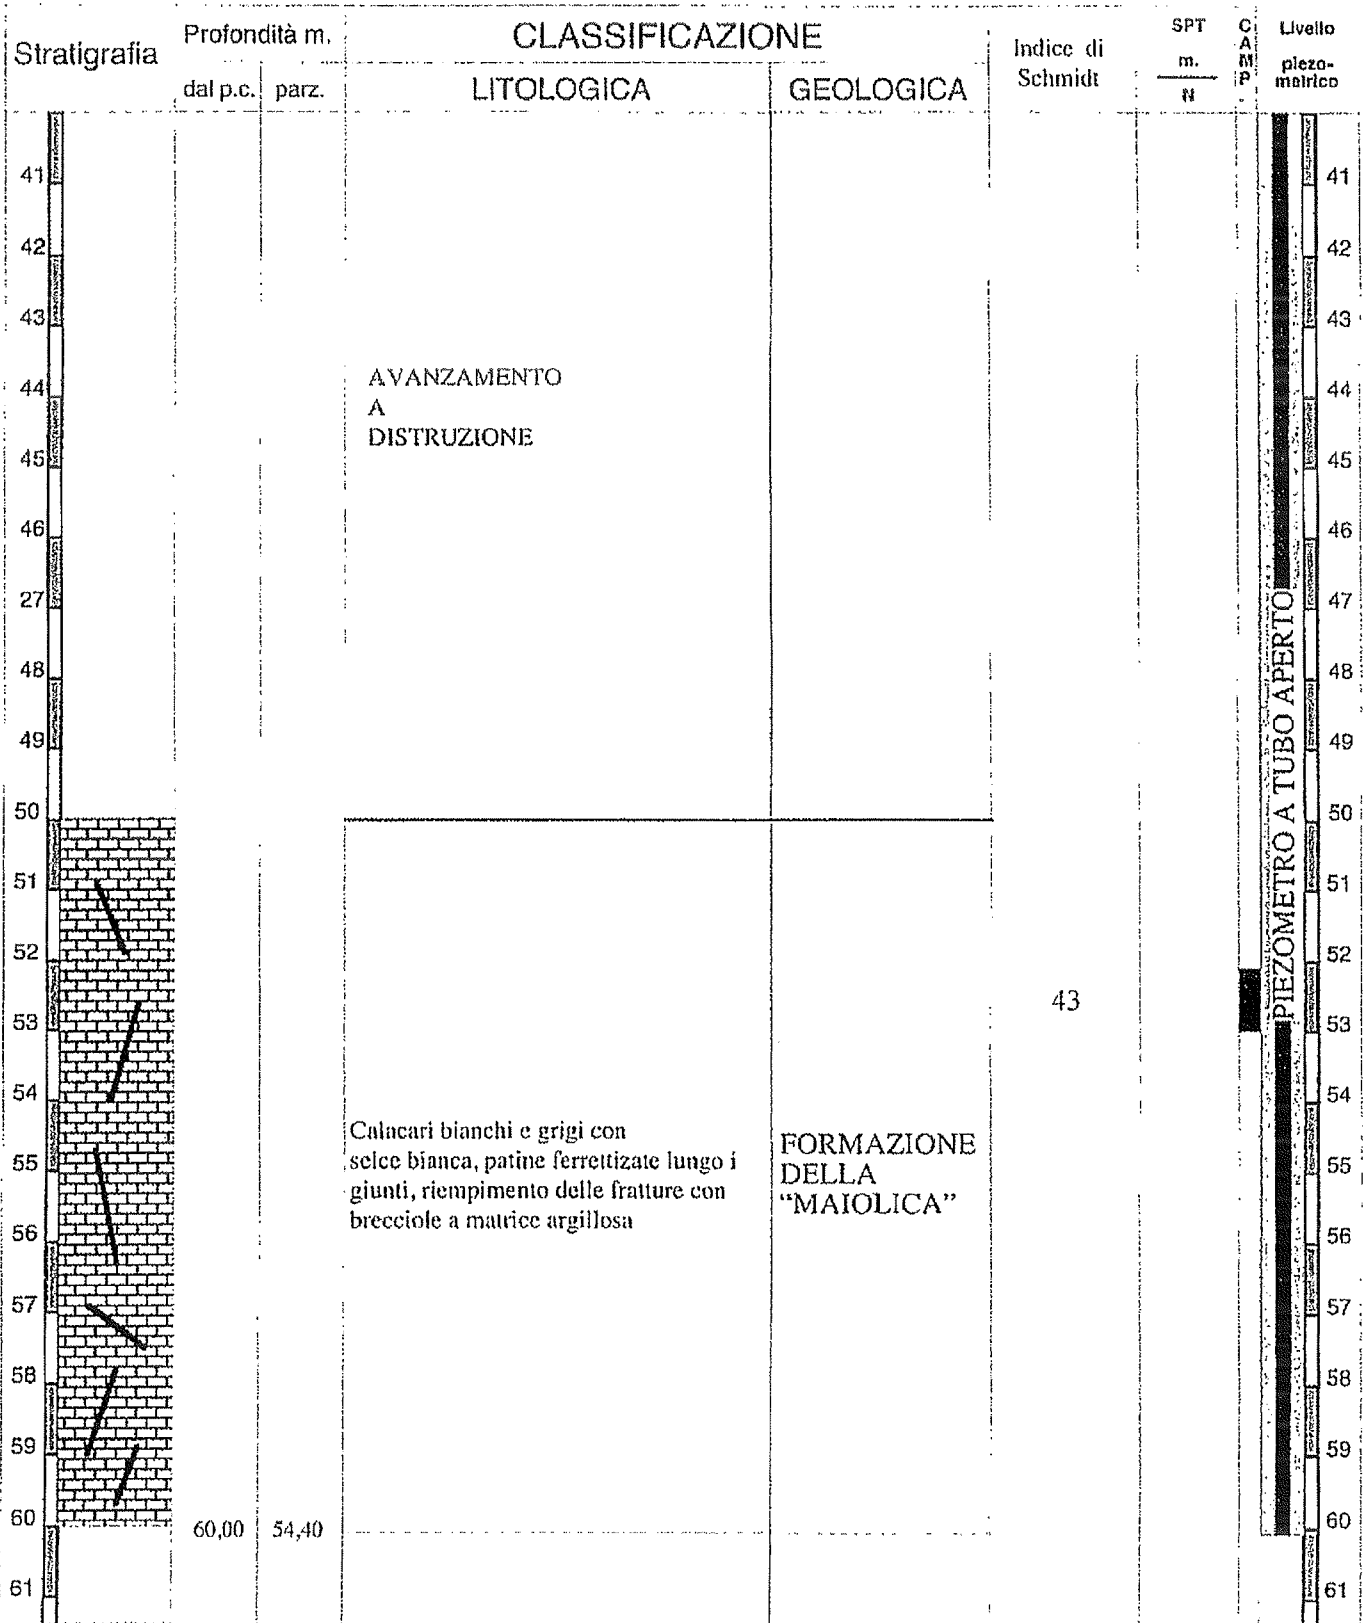 Stratigrafia
Profondità m.
dal p.c.
parz.
CLASSIFICAZIONE
LITOLOGICA
GEOLOGICA
Indice di
Schmidt
SPT
m.
N
CAMP.
Livello
piezo-
metrico
41
42
43
44
45
46
27
48
49
50
51
52
53
54
55
56
57
58
59
60
61
AVANZAMENTO
A
DISTRUZIONE
Calacari bianchi e grigi con
selce bianca, patine ferrettizate lungo i
giunti, riempimento delle fratture con
brecciole a matrice argillosa
FORMAZIONE
DELLA
“MAIOLICA”
60,00
54,40
43
PIEZOMETRO A TUBO APERTO
41
42
43
44
45
46
47
48
49
50
51
52
53
54
55
56
57
58
59
60
61